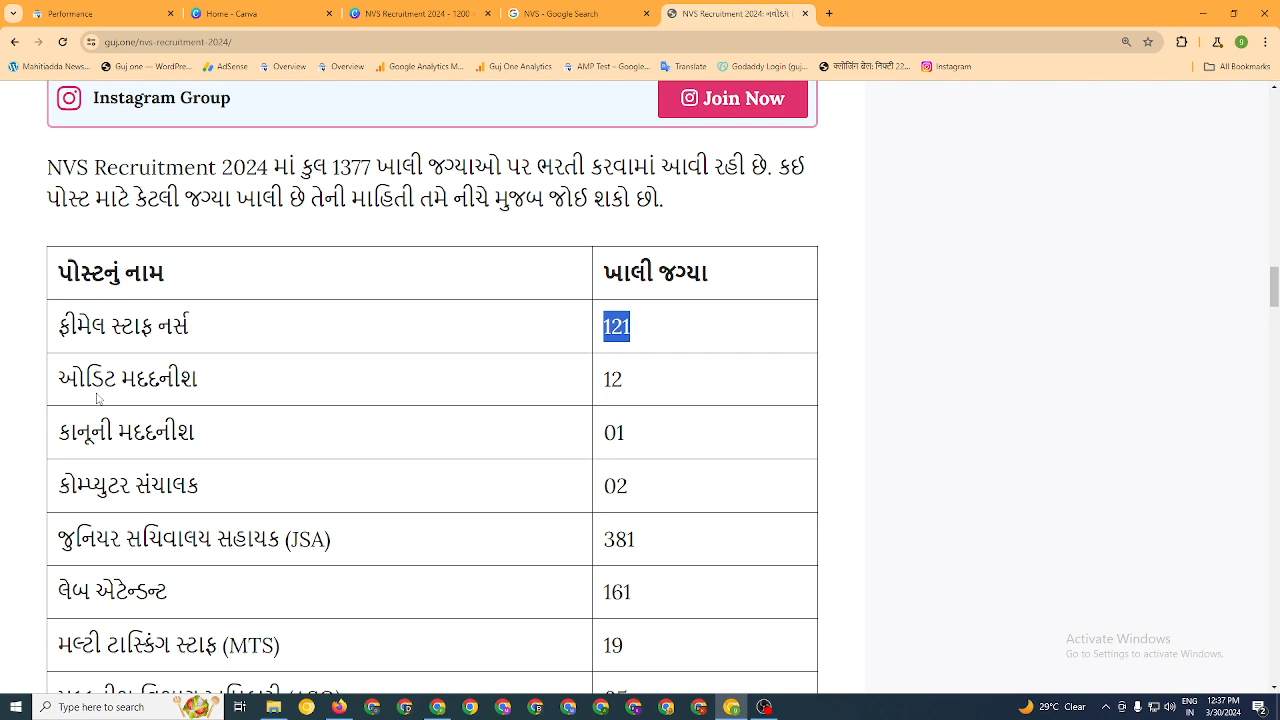 Performance
Home - Canva
NVS Recruitment 2024 - 1200
NVS - Google Search
NVS Recruitment 2024:
guj.one/nvs-recruitment-2024/
Mahitiadda News
Guj one — WordPre...
AdSense
Overview
Overview
Google Analytics M...
Guj One Analytics
AMP Test – Google...
Translate
Godaddy Login (guj...
क्लोजिंग बेल: निफ्टी 22...
Instagram
All Bookmarks
Instagram Group
Join Now
NVS Recruitment 2024 માં કુલ 1377 ખાલી જગ્યાઓ પર ભરતી કરવામાં આવી રહી છે. કઈ
પોસ્ટ માટે કેટલી જગ્યા ખાલી છે તેની માહિતી તમે નીચે મુજબ જોઈ શકો છો.
પોસ્ટનું નામ ખાલી જગ્યા
ફીમેલ સ્ટાફ નર્સ 121
ઓડિટ મદદનીશ 12
કાનૂની મદદનીશ 01
કોમ્પ્યુટર સંચાલક 02
જુનિયર સચિવાલય સહાયક (JSA) 381
લેબ એટેન્ડન્ટ 161
મલ્ટી ટાસ્કિંગ સ્ટાફ (MTS) 19
Activate Windows
Go to Settings to activate Windows.
Type here to search
29°C Clear
ENG
IN
12:37 PM
3/30/2024